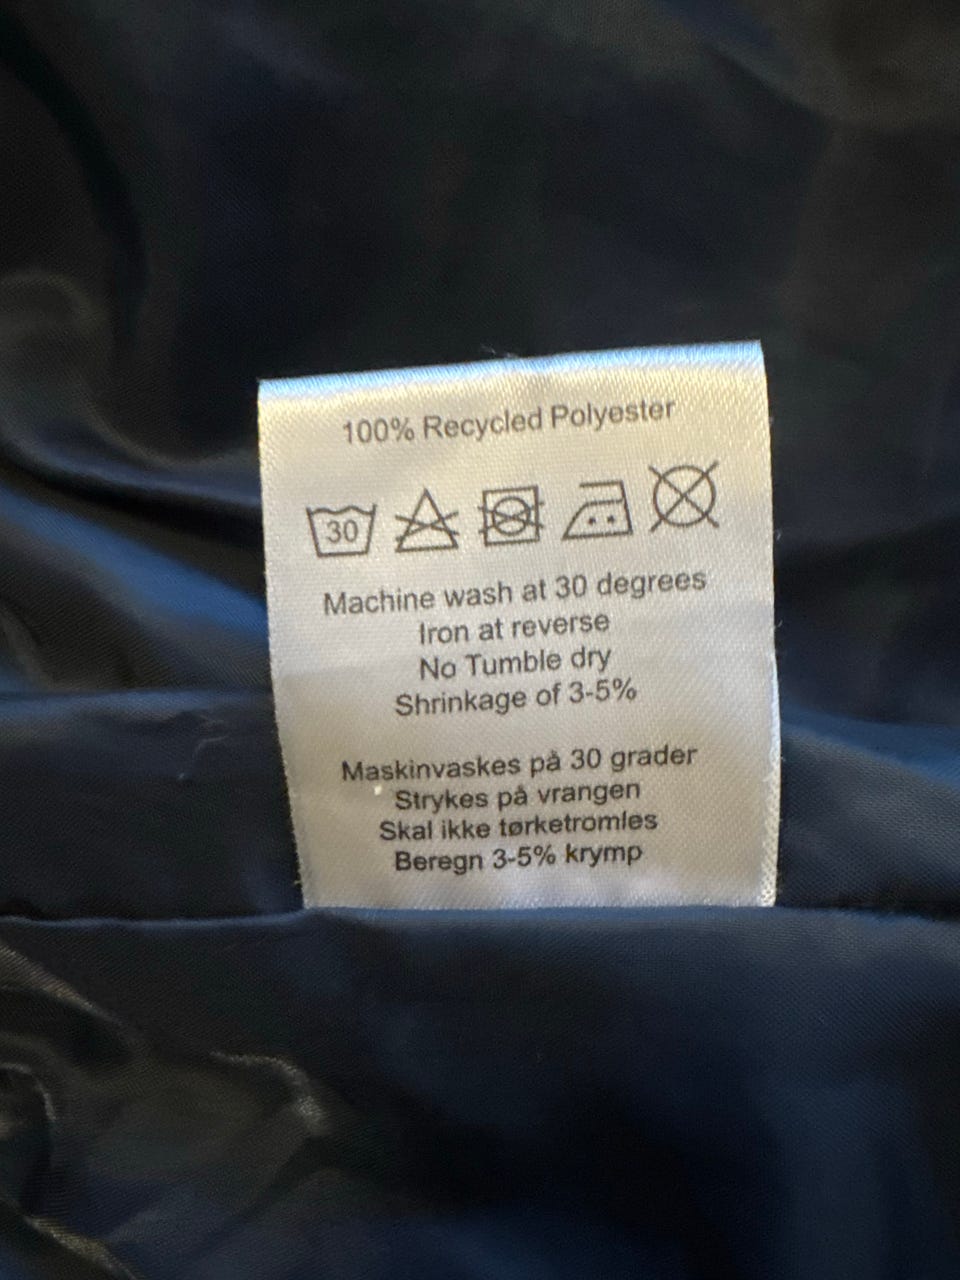 100% Recycled Polyester
30
Machine wash at 30 degrees
Iron at reverse
No Tumble dry
Shrinkage of 3-5%
Maskinvaskes på 30 grader
Strykes på vrangen
Skal ikke tørketromles
Beregn 3-5% krymp